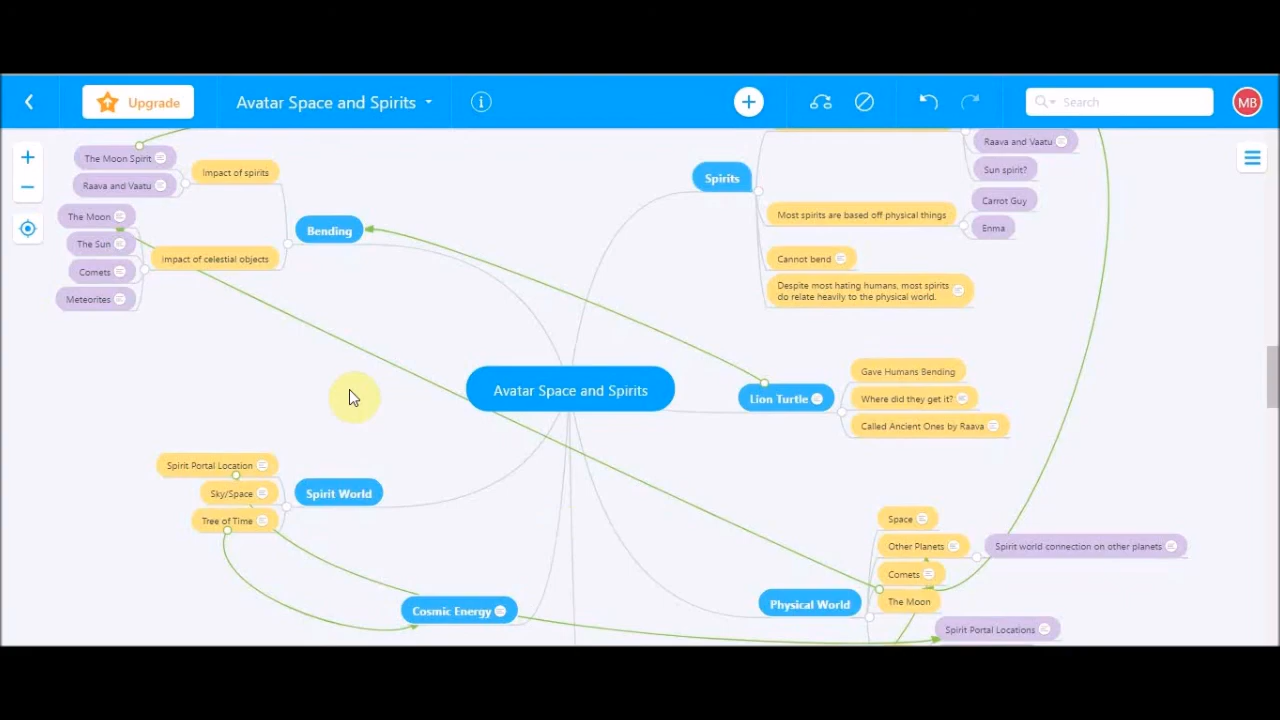 Upgrade
Avatar Space and Spirits
Search
MB
The Moon Spirit
Raava and Vaatu
Impact of spirits
The Moon
The Sun
Comets
Meteorites
impact of celestial objects
Bending
Spirits
Raava and Vaatu
Sun spirit?
Most spirits are based off physical things
Carrot Guy
Enma
Cannot bend
Despite most hating humans, most spirits
do relate heavily to the physical world.
Avatar Space and Spirits
Lion Turtle
Gave Humans Bending
Where did they get it?
Called Ancient Ones by Raava
Spirit Portal Location
Sky/Space
Tree of Time
Spirit World
Cosmic Energy
Physical World
Space
Other Planets
Spirit world connection on other planets
Comets
The Moon
Spirit Portal Locations